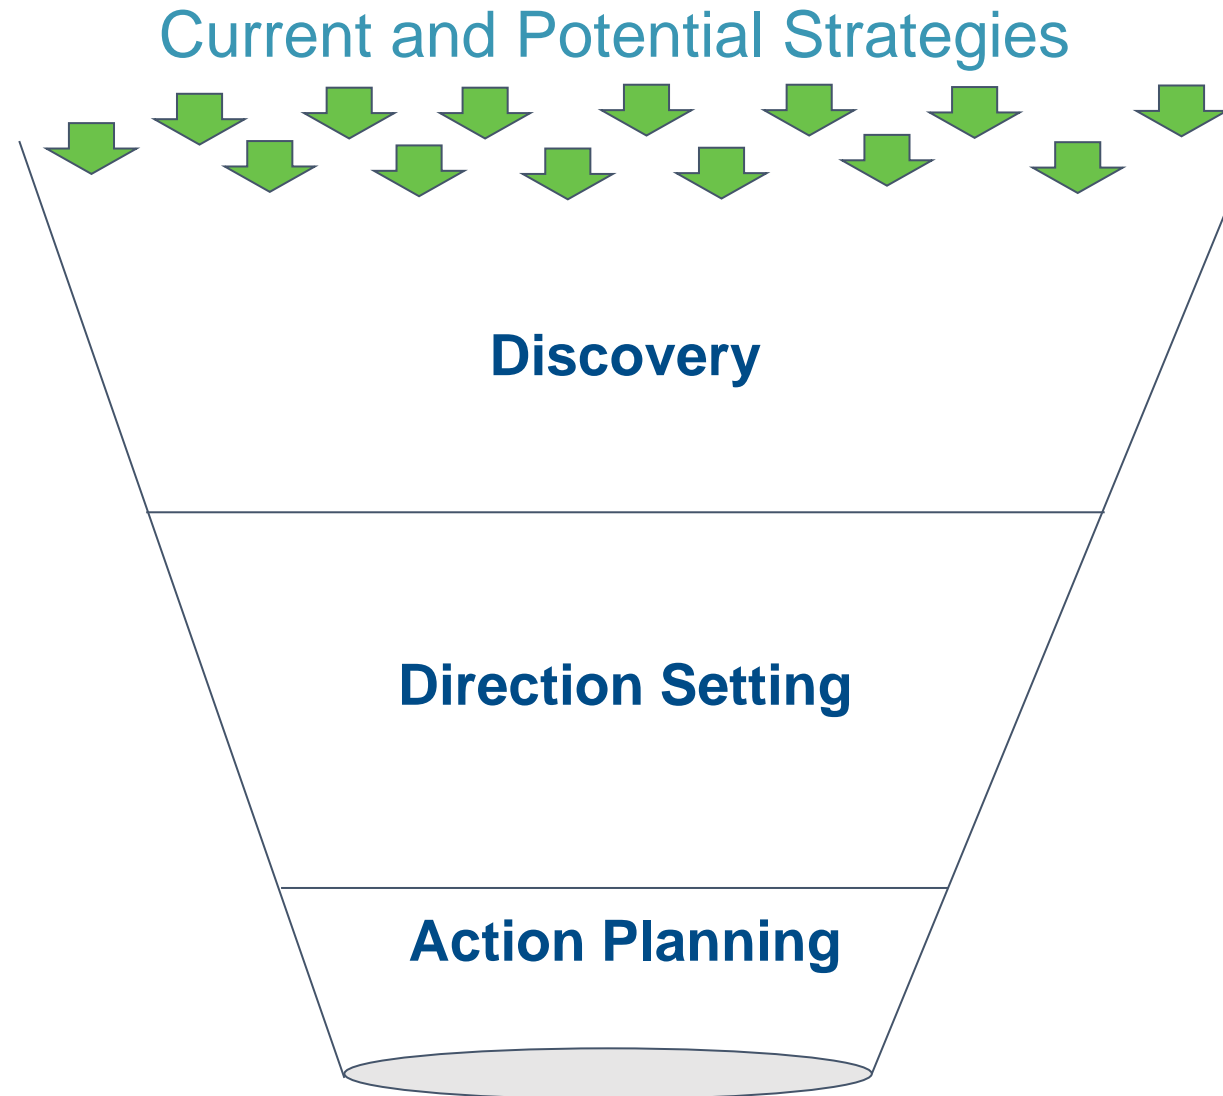 Current and Potential Strategies
Discovery
Direction Setting
Action Planning